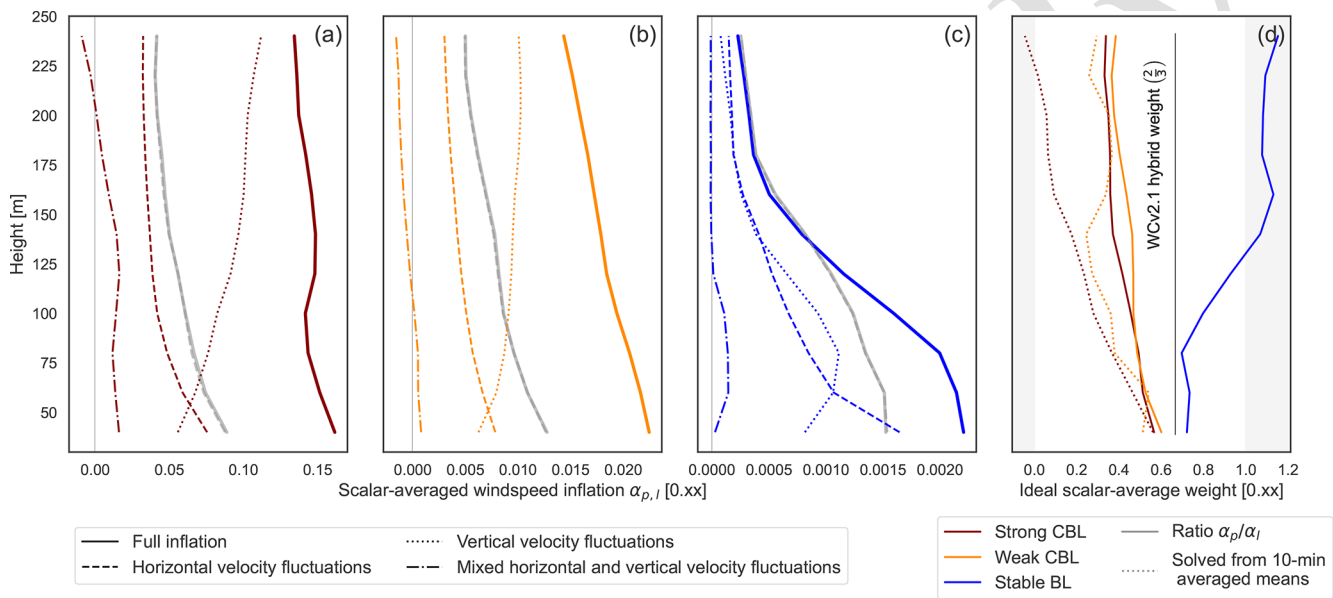 250
225
200
175
150
125
100
75
50
Height [m]
(a)
(b)
(c)
(d)
WCv2.1 hybrid weight (2/3)
0.00
0.05
0.10
0.15
0.000
0.005
0.010
0.015
0.020
0.0000
0.0005
0.0010
0.0015
0.0020
0.0
0.2
0.4
0.6
0.8
1.0
1.2
Scalar-averaged windspeed inflation αp, l [0.xx]
Ideal scalar-average weight [0.xx]
Full inflation
Horizontal velocity fluctuations
Vertical velocity fluctuations
Mixed horizontal and vertical velocity fluctuations
Strong CBL
Weak CBL
Stable BL
Ratio αp/αl
Solved from 10-min
averaged means